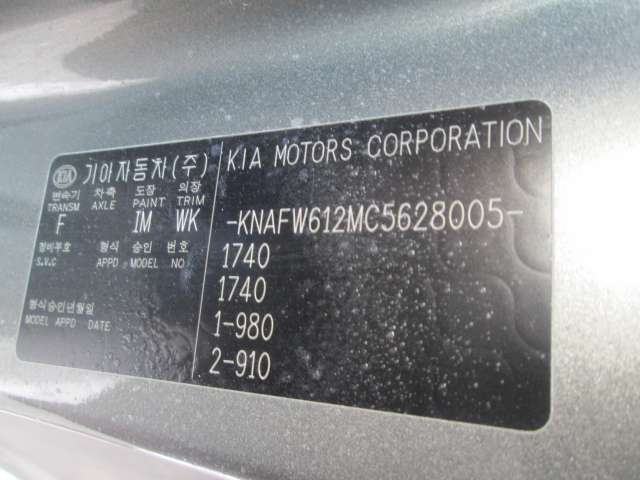 KIA 기아자동차(주) KIA MOTORS CORPORATION
변속기 차축 도장 의장
TRANSM AXLE PAINT TRIM
F IM WK
-KNAFW612MC5628005-
정비부호 형식 승인 번호
S.V.C APPD MODEL NO
1740
1740
형식승인년월일
MODEL APPD DATE
1-980
2-910